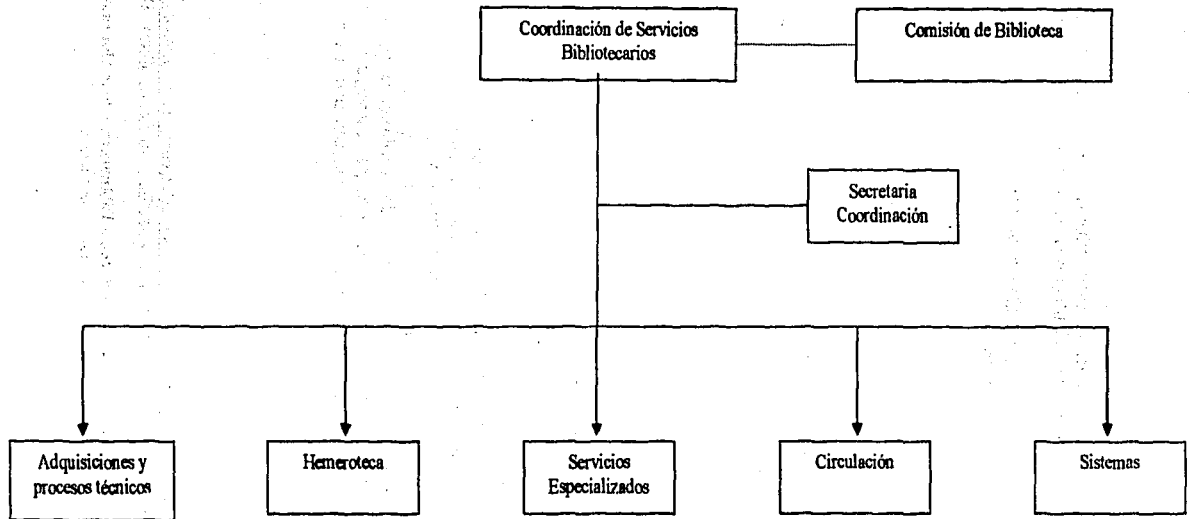 Coordinación de Servicios
Bibliotecarios
Comisión de Biblioteca
Secretaria
Coordinación
Adquisiciones y
procesos técnicos
Hemeroteca
Servicios
Especializados
Circulación
Sistemas